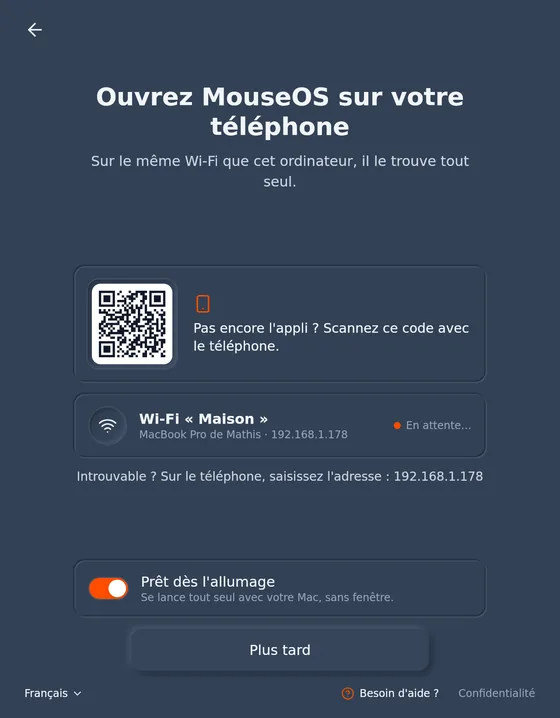 Ouvrez MouseOS sur votre
téléphone
Sur le même Wi-Fi que cet ordinateur, il le trouve tout
seul.
Pas encore l'appli ? Scannez ce code avec
le téléphone.
Wi-Fi « Maison »
MacBook Pro de Mathis · 192.168.1.178
En attente...
Introuvable ? Sur le téléphone, saisissez l'adresse : 192.168.1.178
Prêt dès l'allumage
Se lance tout seul avec votre Mac, sans fenêtre.
Plus tard
Français
Besoin d'aide ?
Confidentialité